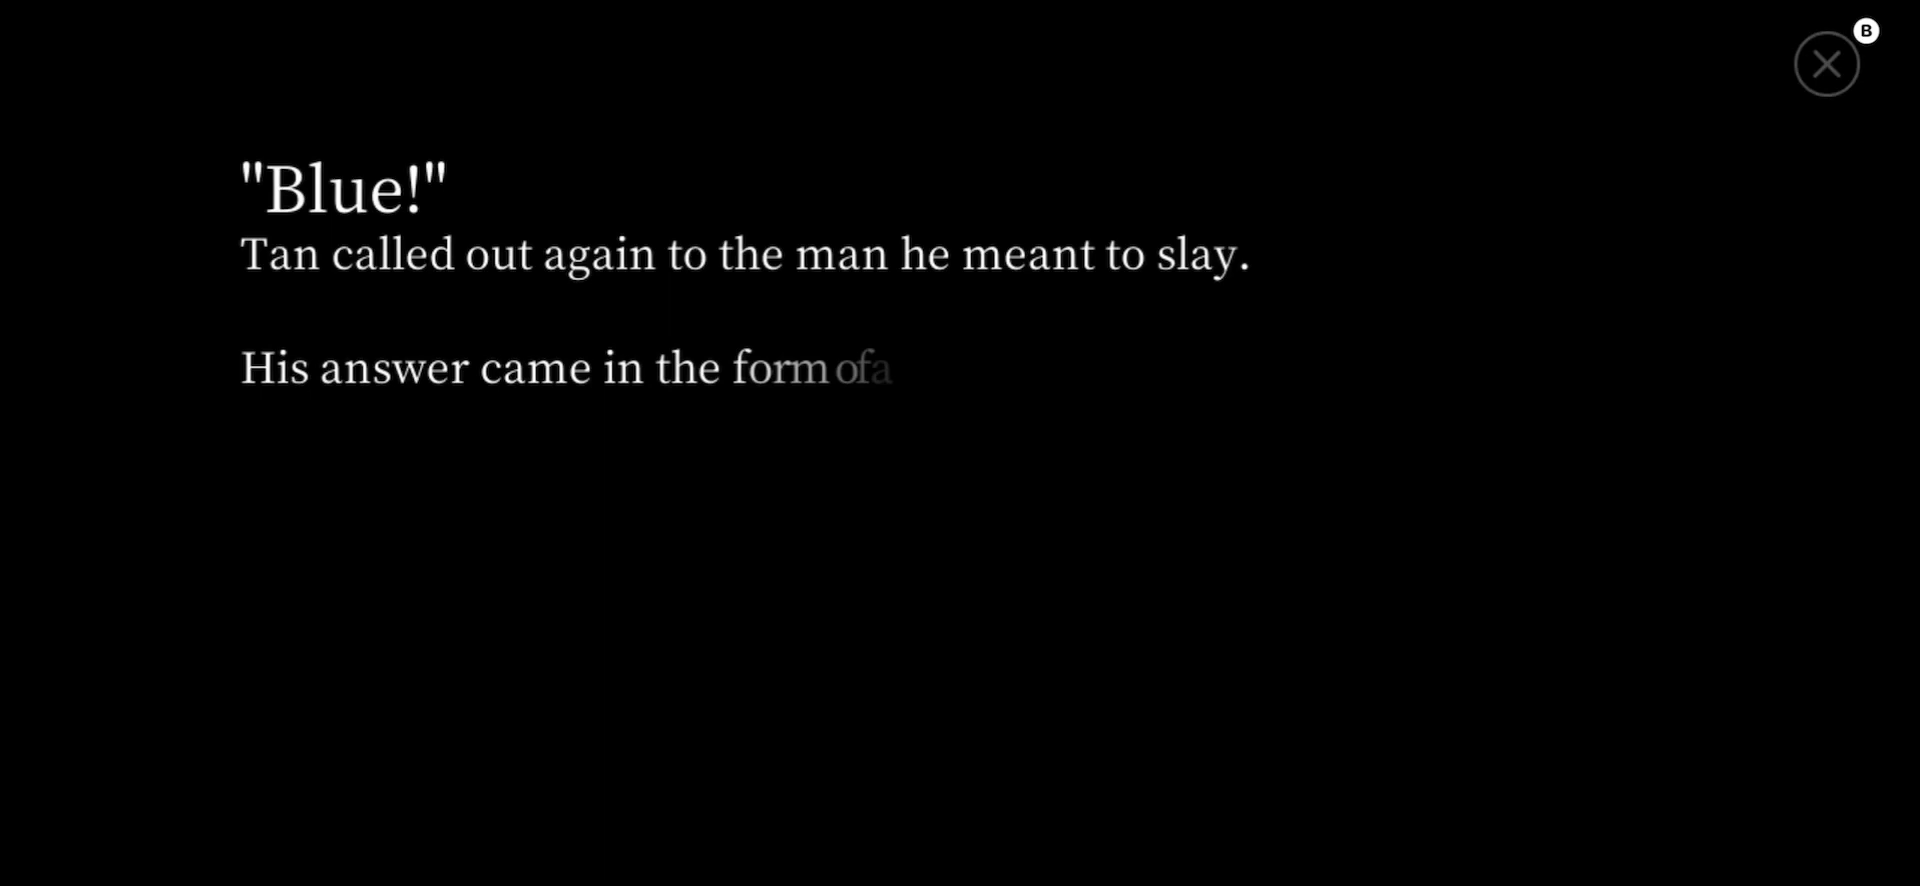 B
"Blue!"
Tan called out again to the man he meant to slay.
His answer came in the form of a